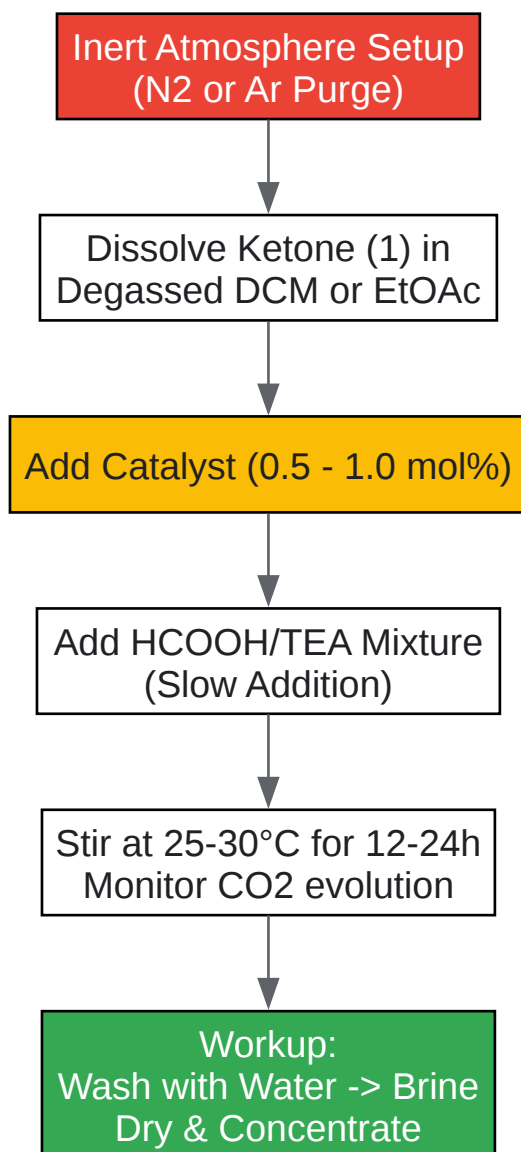 Inert Atmosphere Setup
(N2 or Ar Purge)
Dissolve Ketone (1) in
Degassed DCM or EtOAc
Add Catalyst (0.5 - 1.0 mol%)
Add HCOOH/TEA Mixture
(Slow Addition)
Stir at 25-30°C for 12-24h
Monitor CO2 evolution
Workup:
Wash with Water -> Brine
Dry & Concentrate